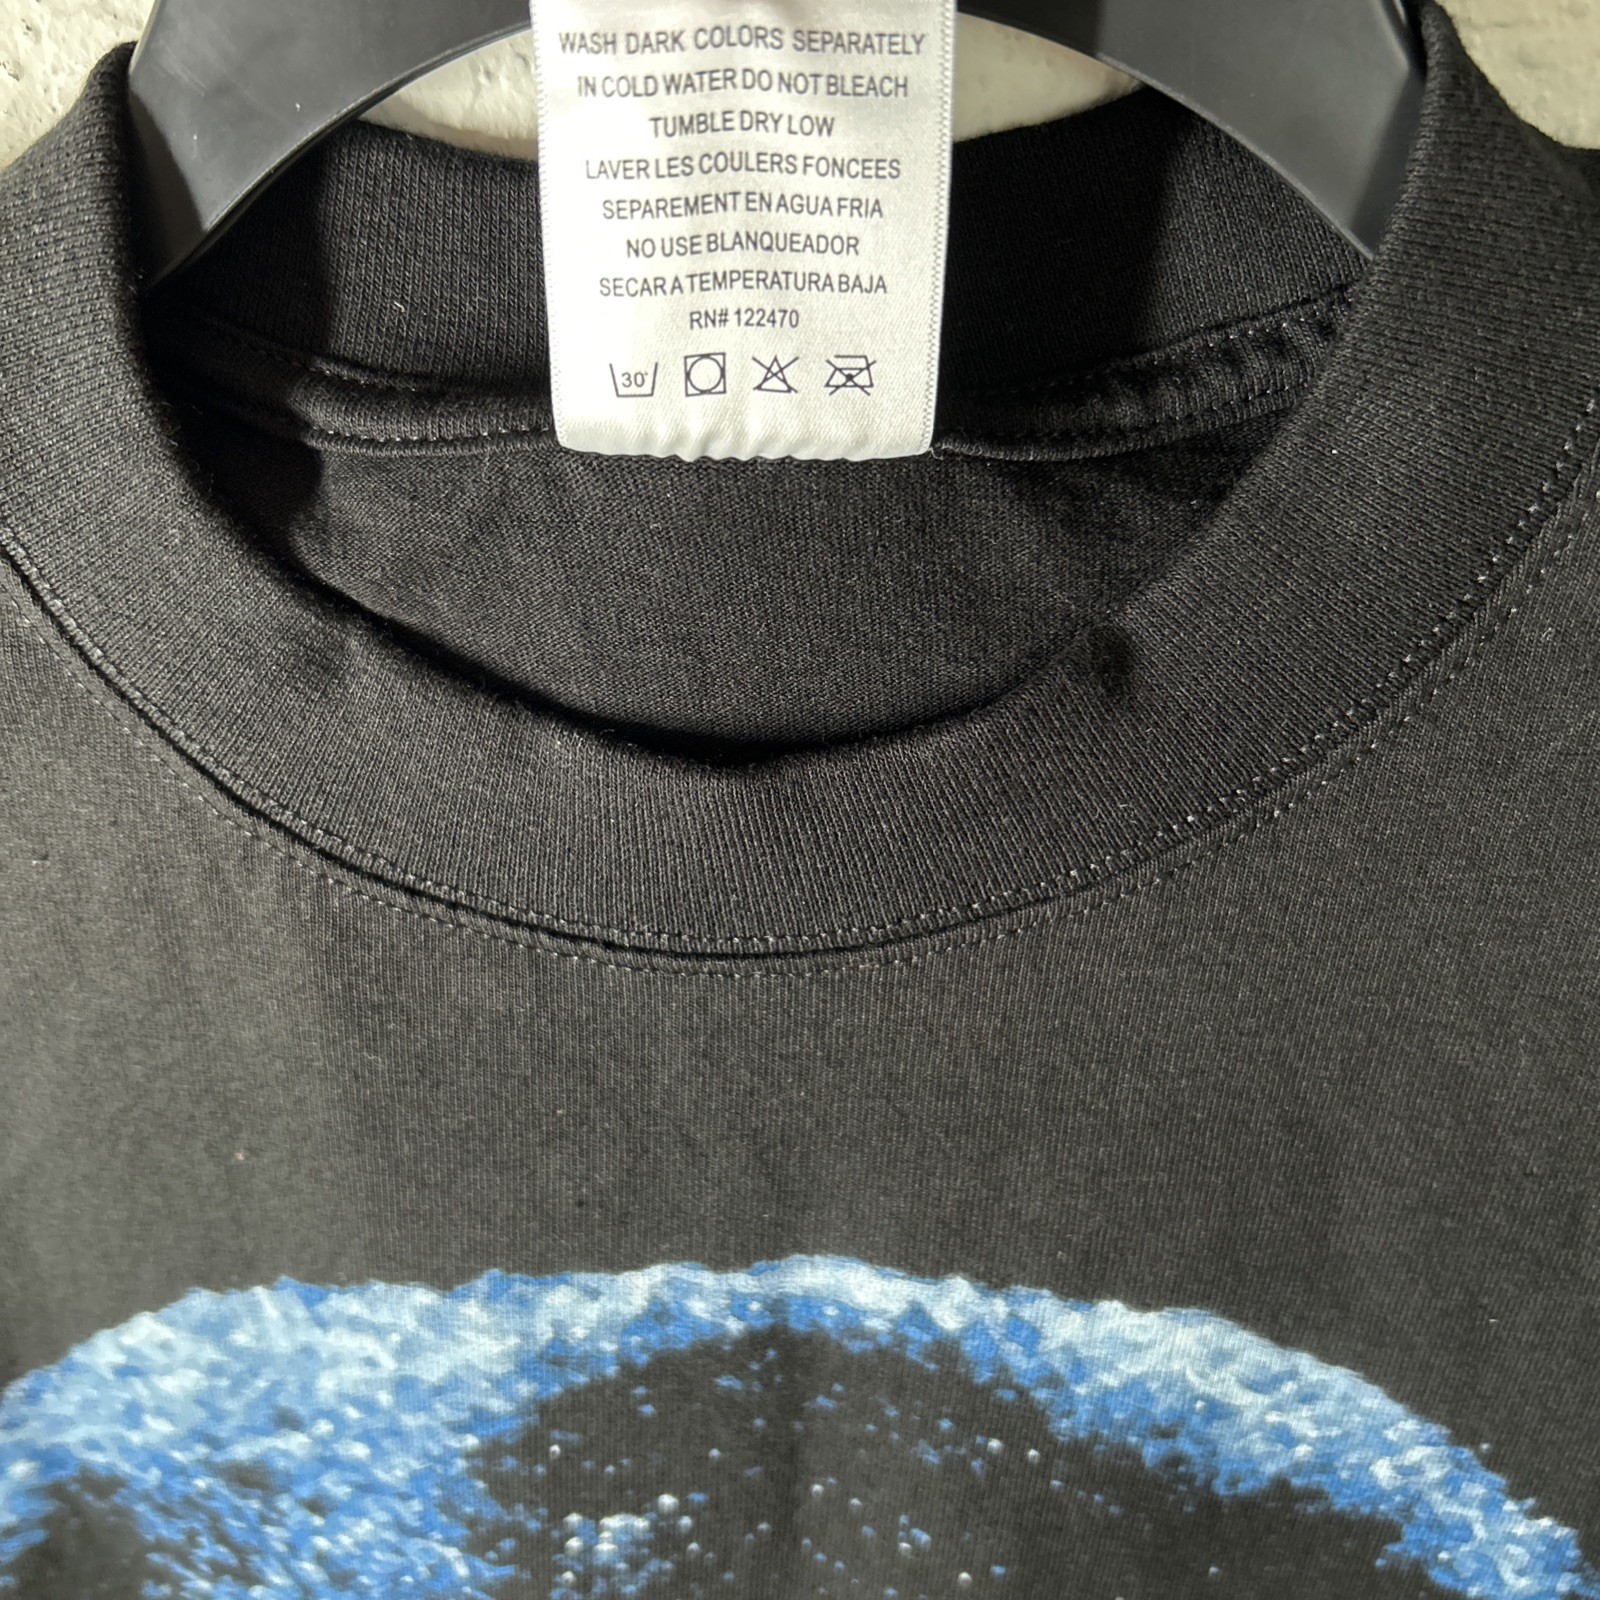 WASH DARK COLORS SEPARATELY
IN COLD WATER DO NOT BLEACH
TUMBLE DRY LOW
LAVER LES COULERS FONCEES
SEPAREMENT EN AGUA FRIA
NO USE BLANQUEADOR
SECAR A TEMPERATURA BAJA
RN# 122470
30°